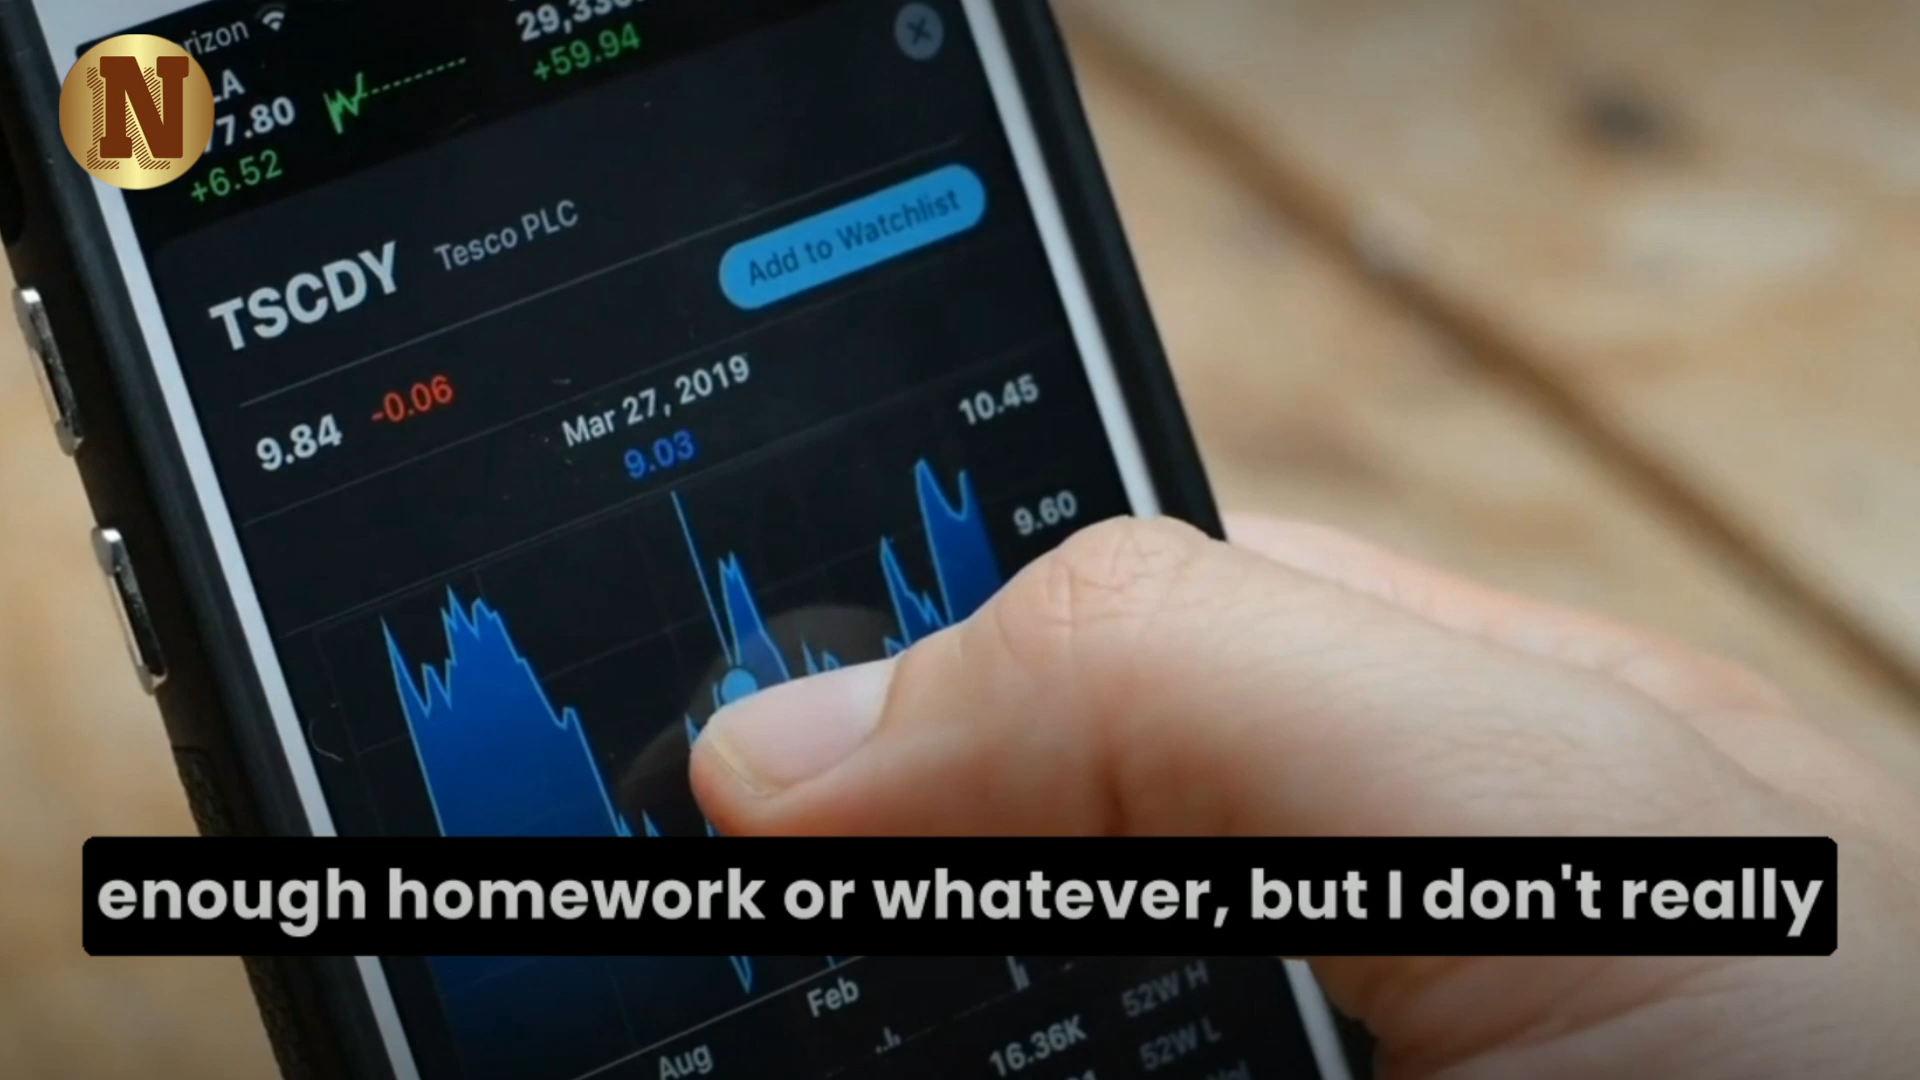 N
29,33
+59.94
7.80
+6.52
TSCDY Tesco PLC
Add to Watchlist
9.84 -0.06
Mar 27, 2019
9.03
10.45
9.60
enough homework or whatever, but I don't really
Feb
Aug
16.36K
52W H
52W L